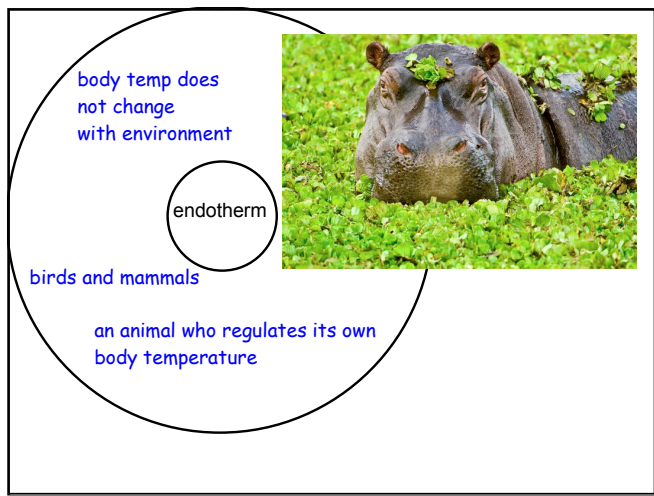 body temp does
not change
with environment
endotherm
birds and mammals
an animal who regulates its own
body temperature